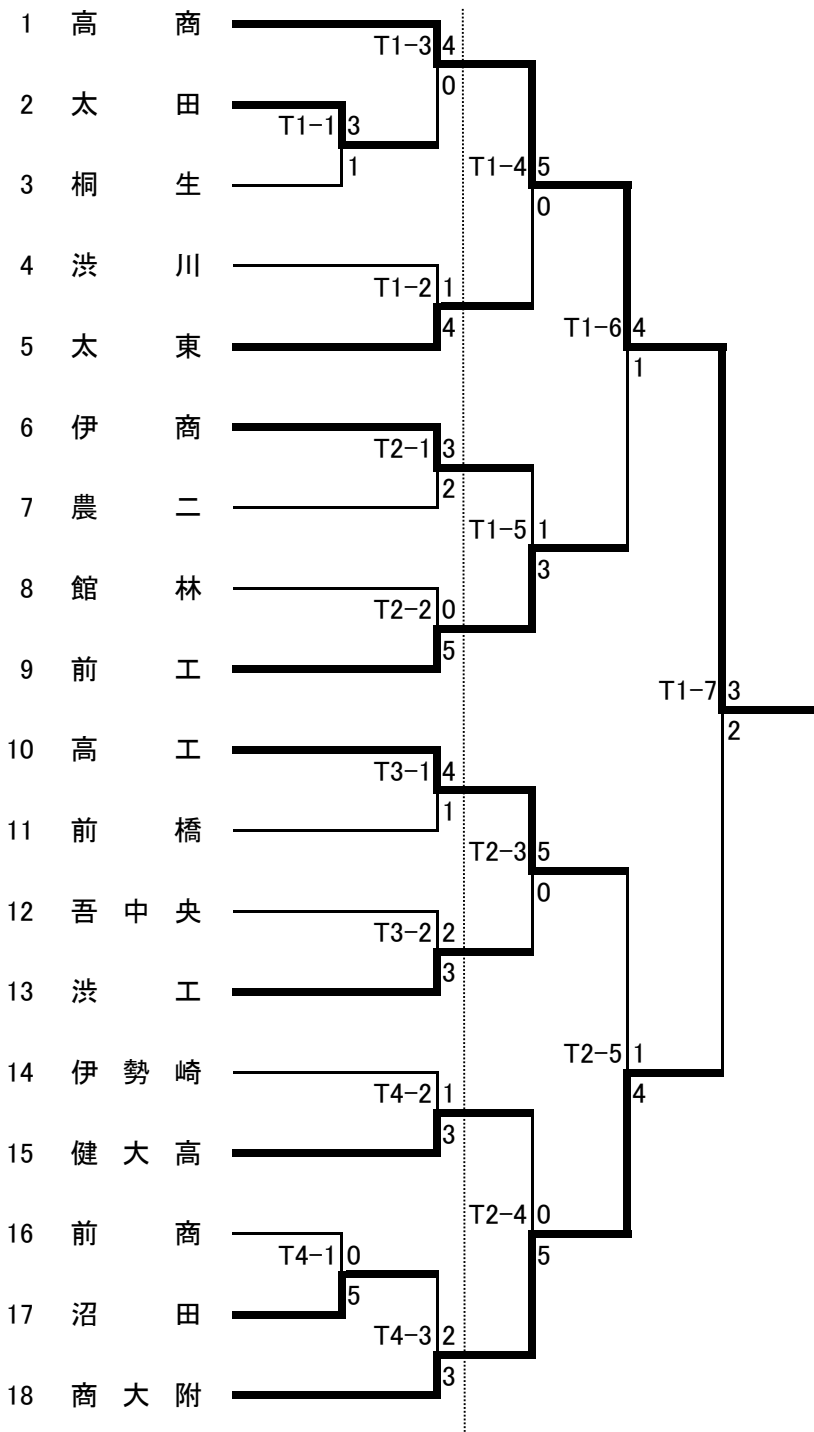 1 高商
T1-3 4
0
2 太田
T1-1 3
1
3 桐生
T1-4 5
0
4 渋川
T1-2 1
4
5 太東
T1-6 4
1
6 伊商
T2-1 3
2
7 農二
T1-5 1
3
8 館林
T2-2 0
5
9 前工
T1-7 3
2
10 高工
T3-1 4
1
11 前橋
T2-3 5
0
12 吾中央
T3-2 2
3
13 渋工
T2-5 1
4
14 伊勢崎
T4-2 1
3
15 健大高
T2-4 0
5
16 前商
T4-1 0
5
17 沼田
T4-3 2
3
18 商大附